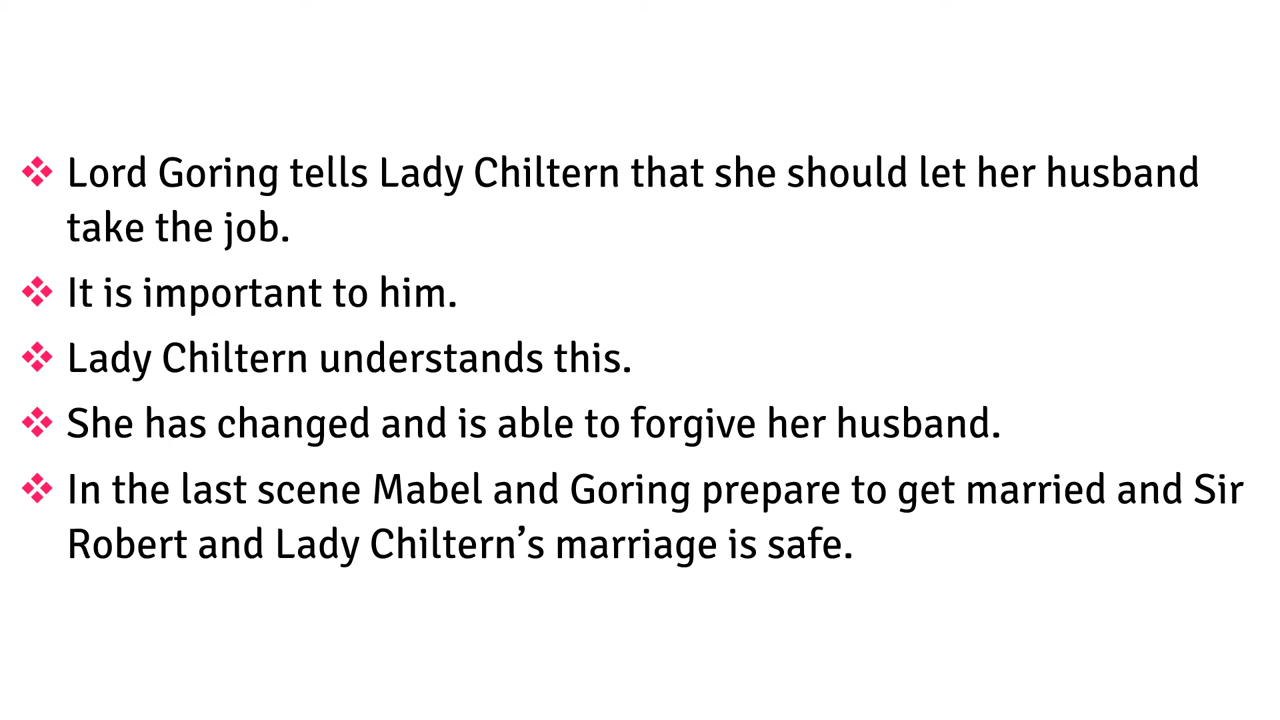 ❖ Lord Goring tells Lady Chiltern that she should let her husband
take the job.
❖ It is important to him.
❖ Lady Chiltern understands this.
❖ She has changed and is able to forgive her husband.
❖ In the last scene Mabel and Goring prepare to get married and Sir
Robert and Lady Chiltern’s marriage is safe.